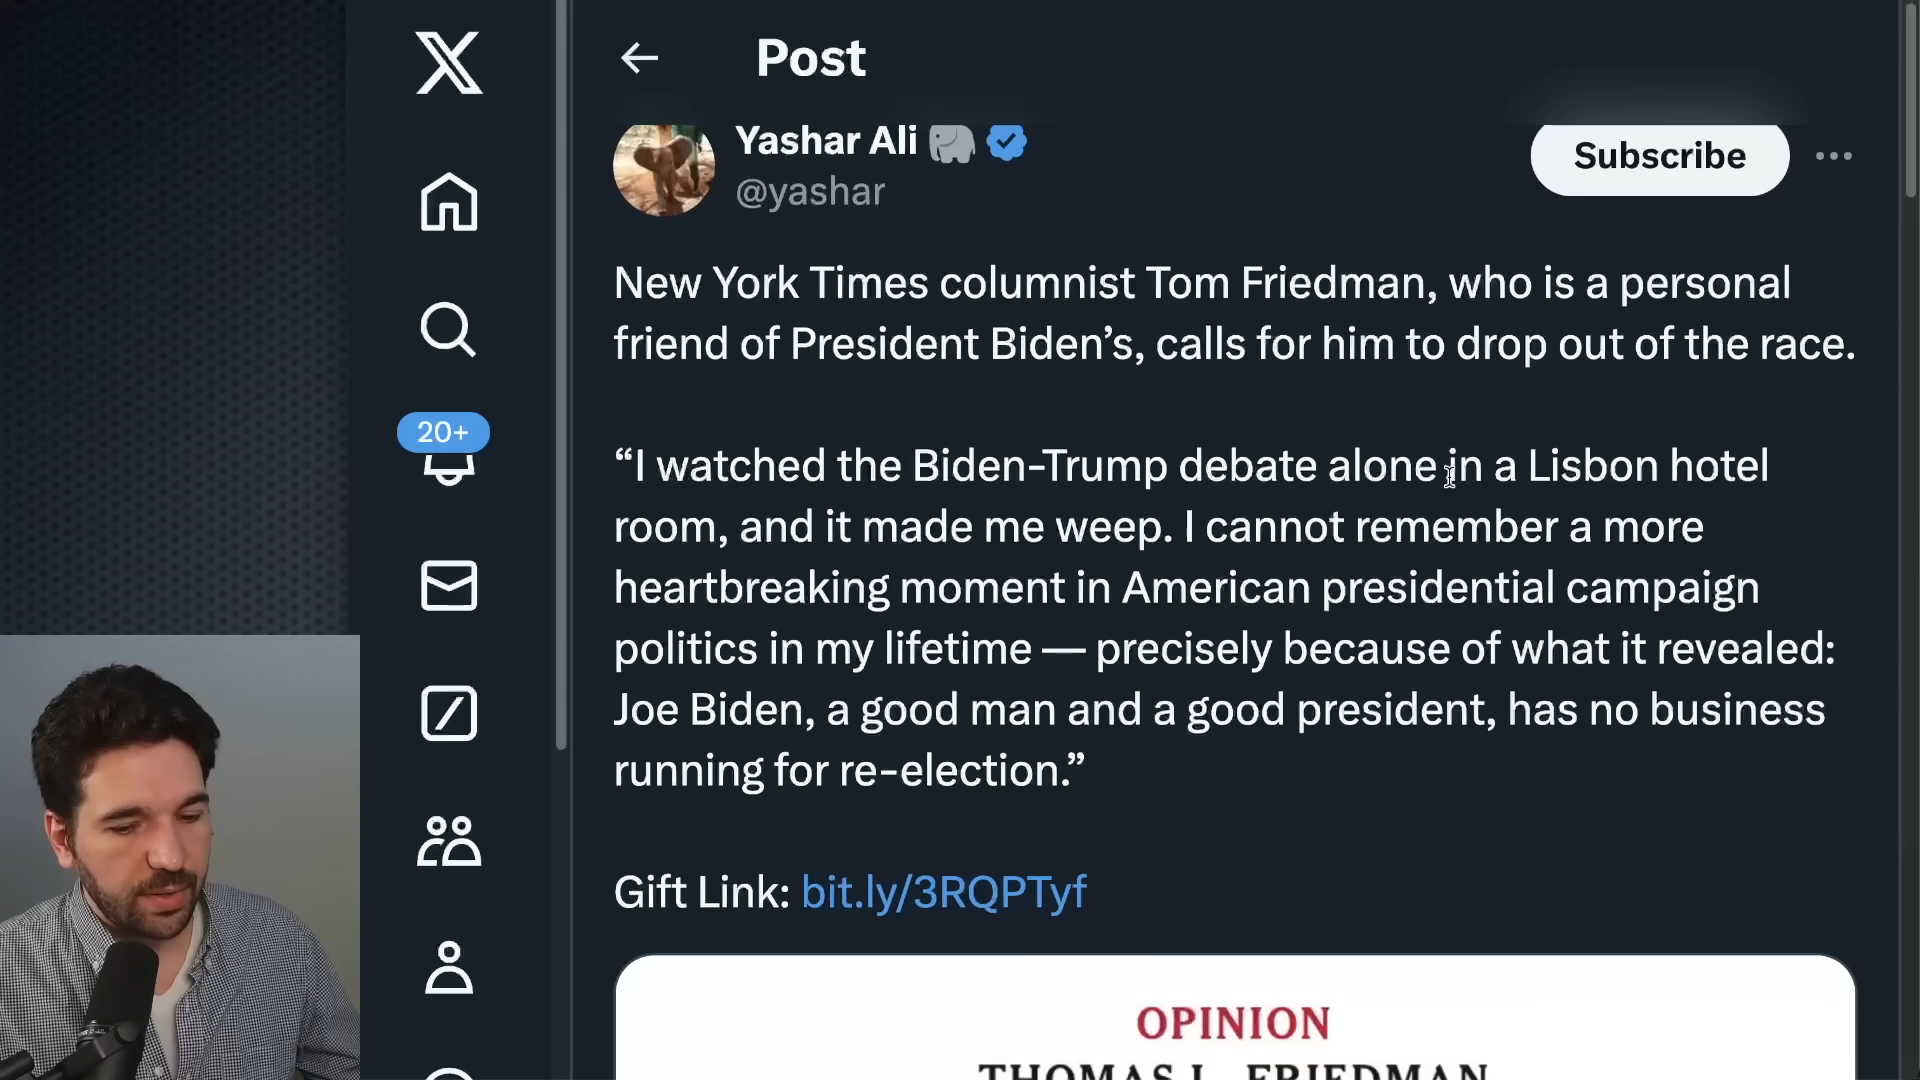 Post
Yashar Ali
@yashar
Subscribe
New York Times columnist Tom Friedman, who is a personal
friend of President Biden’s, calls for him to drop out of the race.
20+
“I watched the Biden-Trump debate alone in a Lisbon hotel
room, and it made me weep. I cannot remember a more
heartbreaking moment in American presidential campaign
politics in my lifetime — precisely because of what it revealed:
Joe Biden, a good man and a good president, has no business
running for re-election.”
Gift Link: bit.ly/3RQPTyf
OPINION
THOMAS L. FRIEDMAN